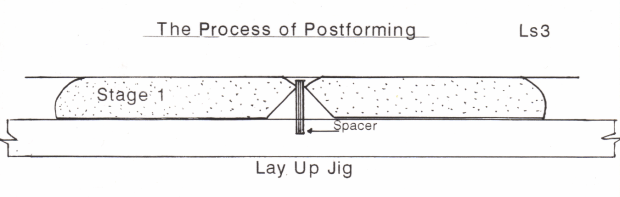 The Process of Postforming Ls3
Stage 1
Spacer
Lay Up Jig